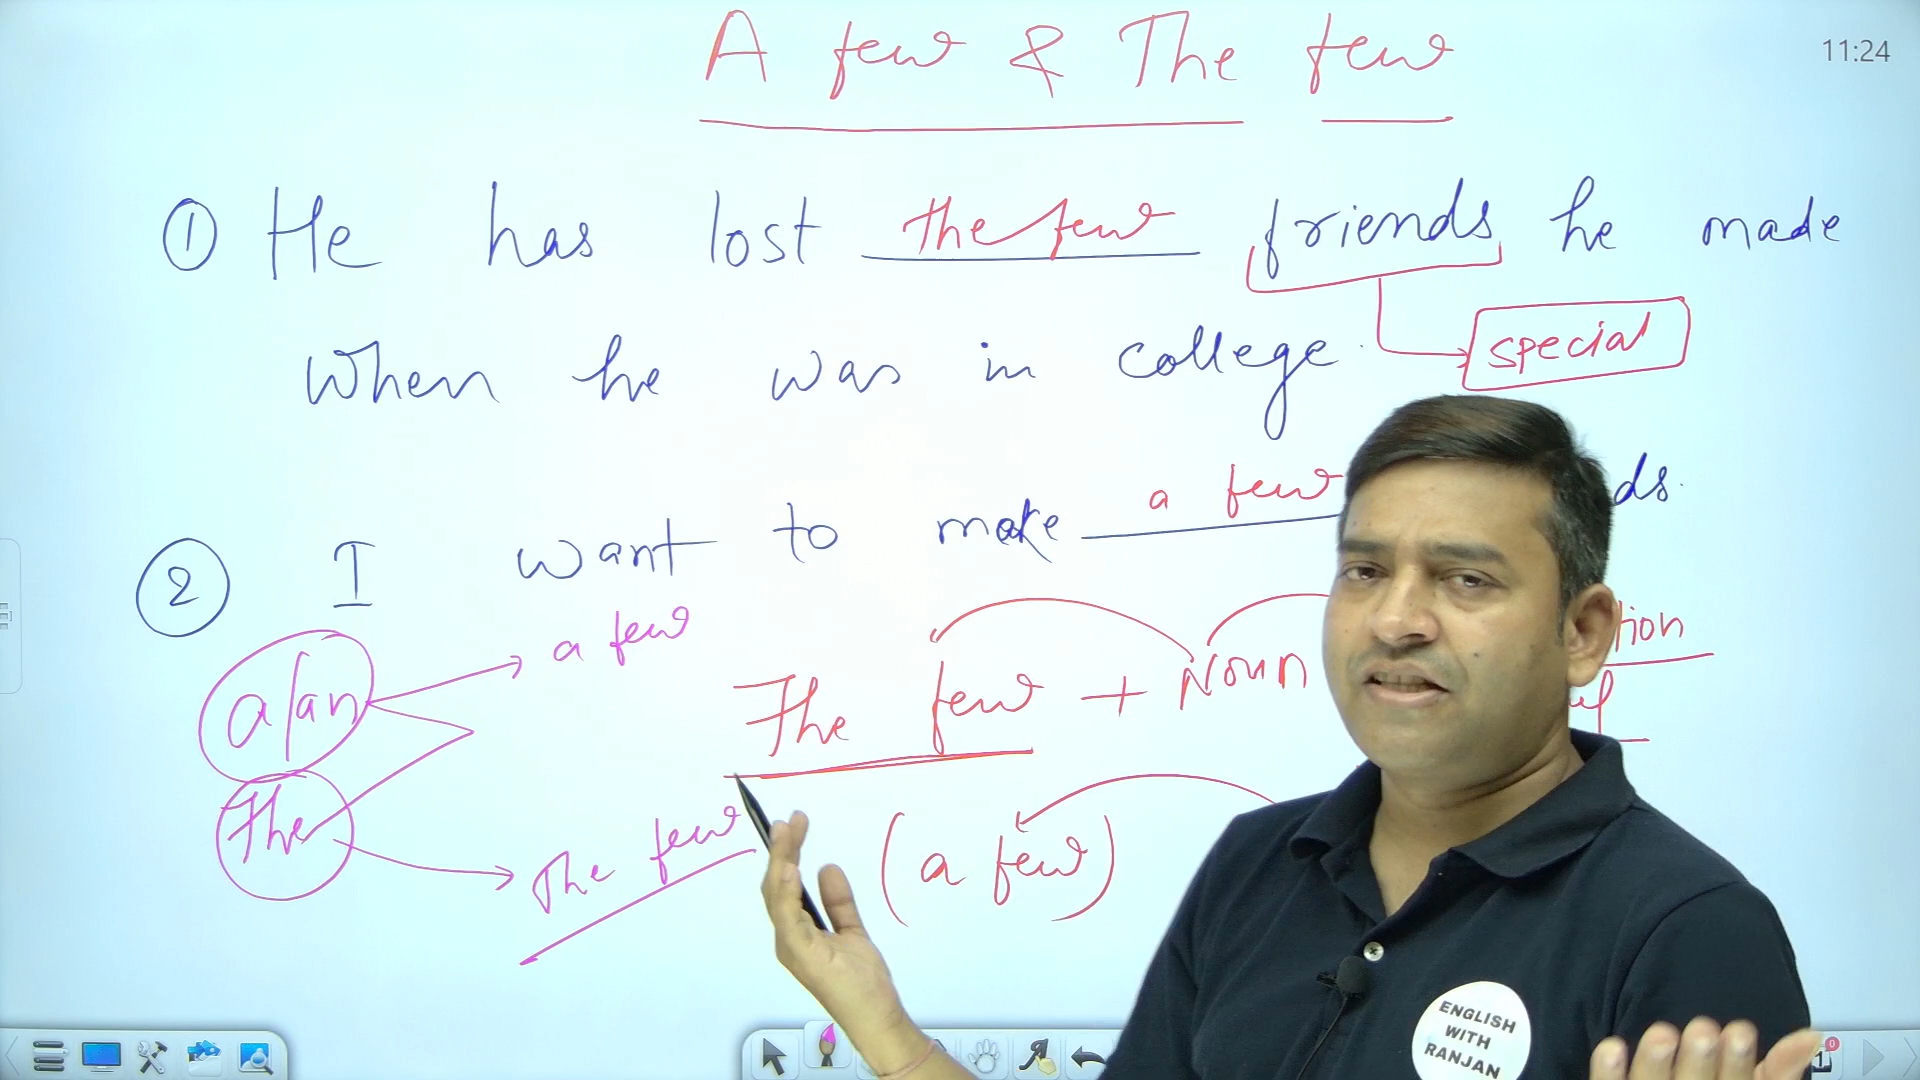 A few & The few
11:24
① He has lost the few friends he made
special
when he was in college.
② I want to make a few ds.
a few
a/an
The few + Noun tion
The
The few
(a few)
ENGLISH
WITH
RANJAN